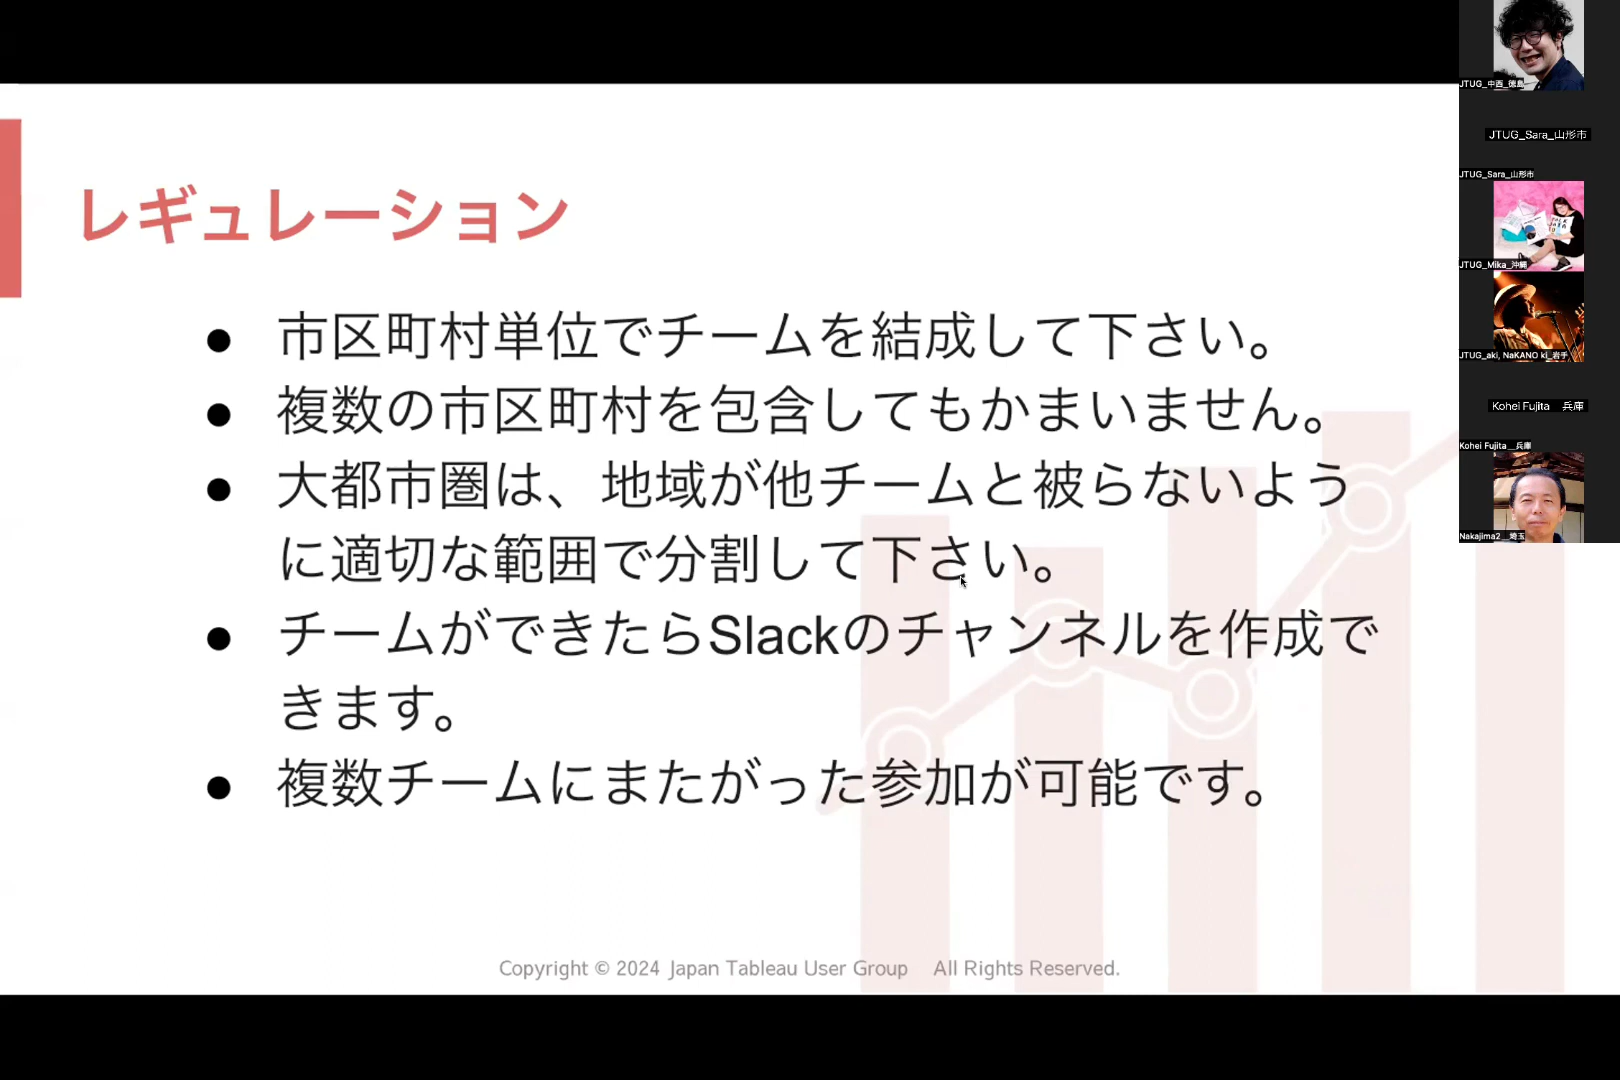 レギュレーション
● 市区町村単位でチームを結成して下さい。
● 複数の市区町村を包含してもかまいません。
● 大都市圏は、地域が他チームと被らないよう
に適切な範囲で分割して下さい。
● チームができたらSlackのチャンネルを作成で
きます。
● 複数チームにまたがった参加が可能です。
Copyright © 2024 Japan Tableau User Group All Rights Reserved.
JTUG_中西_徳島
JTUG_Sara_山形市
JTUG_Sara_山形市
JTUG_Mika_沖縄
JTUG_aki, NaKANO ki_岩手
Kohei Fujita 兵庫
Kohei Fujita__兵庫
Nakajima2__埼玉